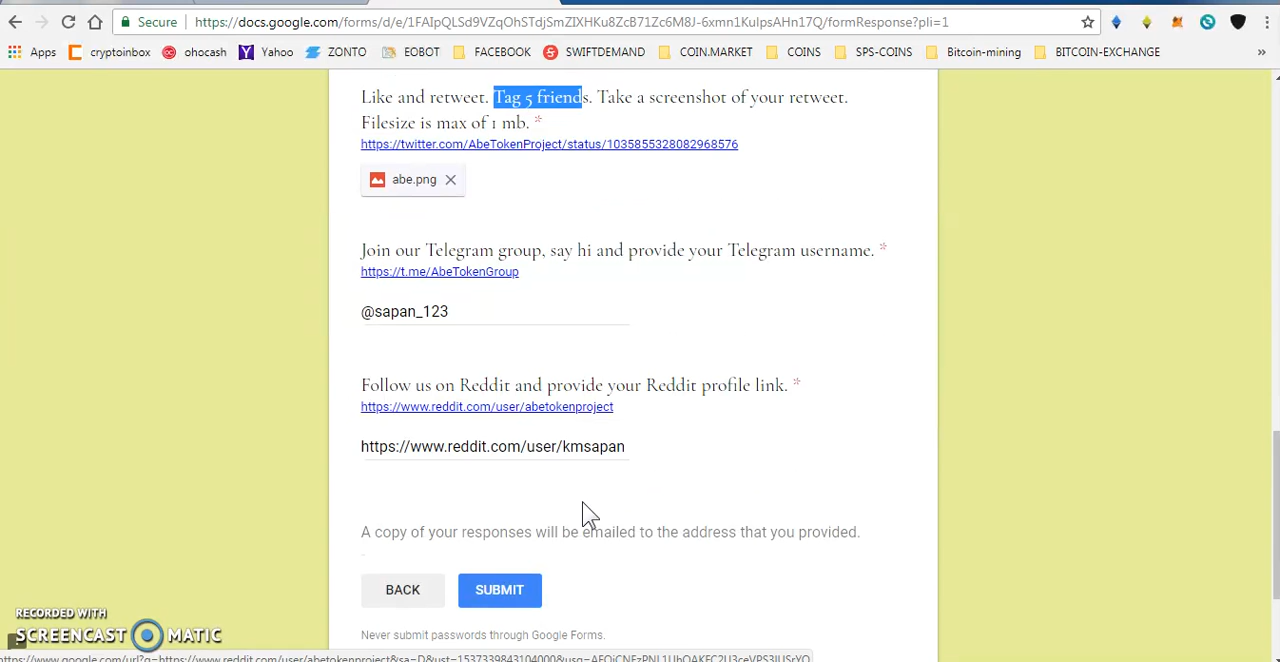 Secure https://docs.google.com/forms/d/e/1FAIpQLSd9VZqOhSTdjSmZIXHKu8ZcB71Zc6M8J-6xmn1KuIpsAHn17Q/formResponse?pli=1
Apps cryptoinbox ohocash Yahoo ZONTO EOBOT FACEBOOK SWIFTDEMAND COIN.MARKET COINS SPS-COINS Bitcoin-mining BITCOIN-EXCHANGE »
Like and retweet. Tag 5 friends. Take a screenshot of your retweet.
Filesize is max of 1 mb. *
https://twitter.com/AbeTokenProject/status/1035855328082968576
abe.png
Join our Telegram group, say hi and provide your Telegram username. *
https://t.me/AbeTokenGroup
@sapan_123
Follow us on Reddit and provide your Reddit profile link. *
https://www.reddit.com/user/abetokenproject
https://www.reddit.com/user/kmsapan
A copy of your responses will be emailed to the address that you provided.
BACK SUBMIT
RECORDED WITH
SCREENCAST MATIC
Never submit passwords through Google Forms.